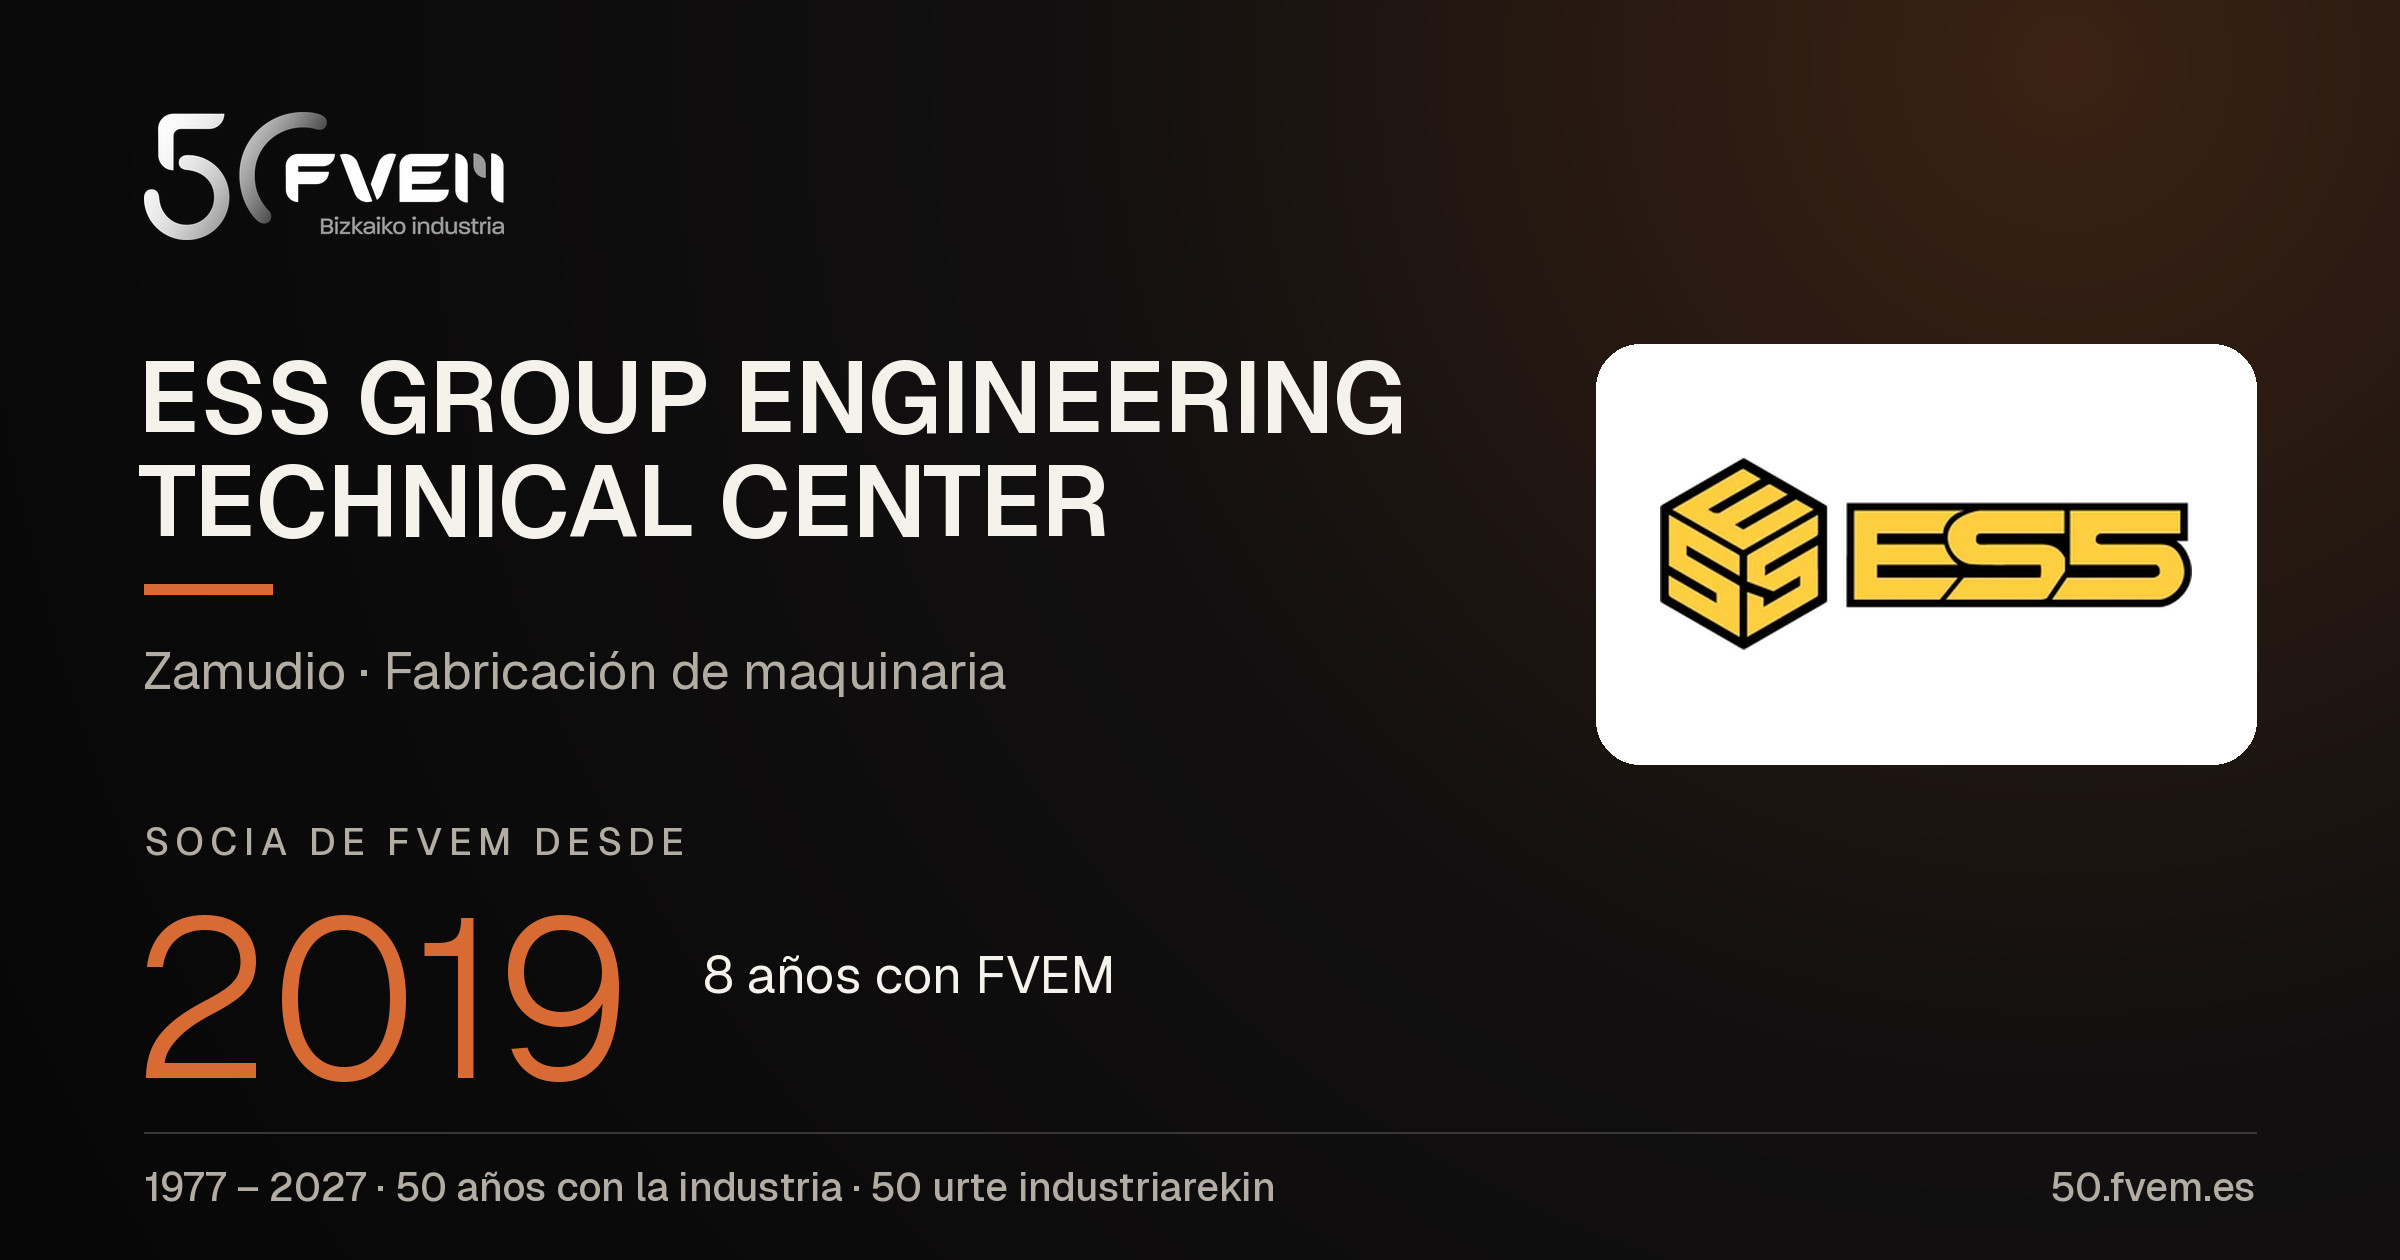 50 FVEM
Bizkaiko industria
ESS GROUP ENGINEERING
TECHNICAL CENTER
ESS
ESS
Zamudio · Fabricación de maquinaria
SOCIA DE FVEM DESDE
2019
8 años con FVEM
1977 – 2027 · 50 años con la industria · 50 urte industriarekin
50.fvem.es